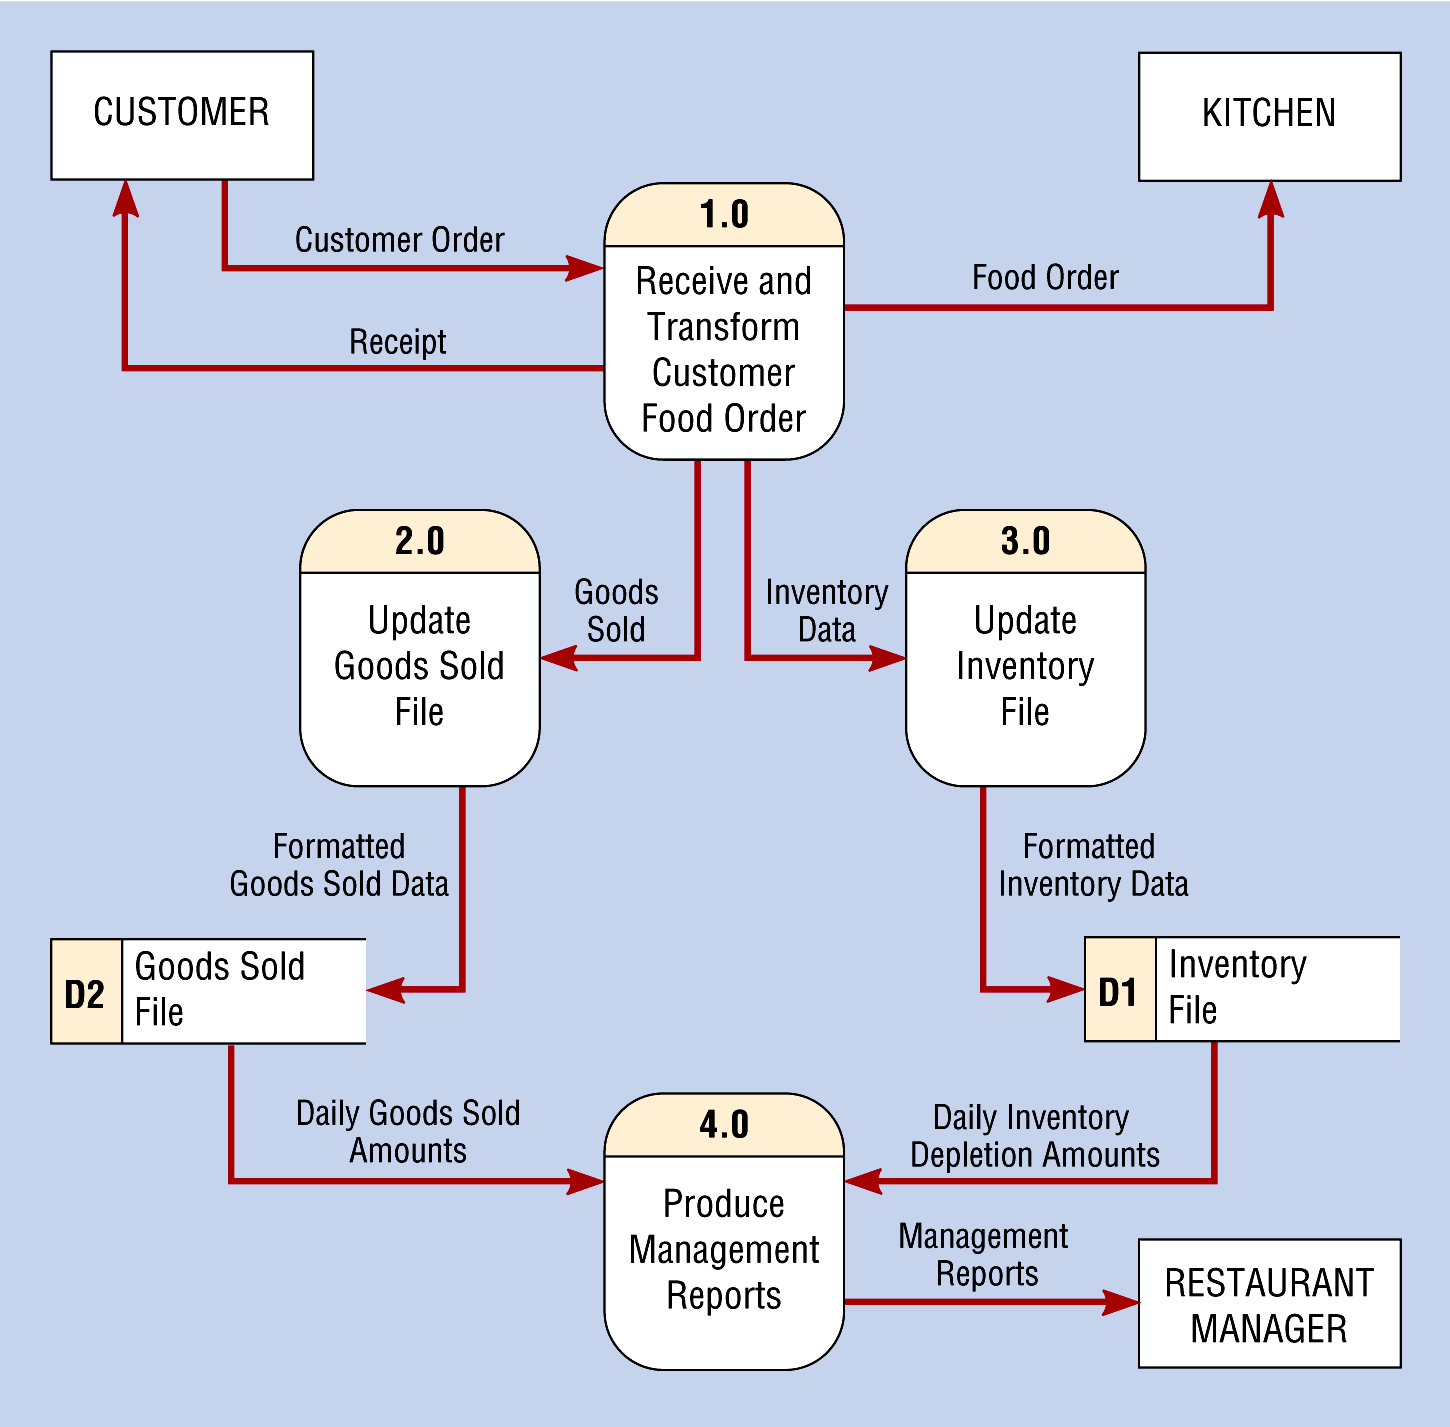 CUSTOMER
KITCHEN
1.0
Receive and
Transform
Customer
Food Order
Customer Order
Food Order
Receipt
2.0
Update
Goods Sold
File
Goods
Sold
Inventory
Data
3.0
Update
Inventory
File
Formatted
Goods Sold Data
Formatted
Inventory Data
D2
Goods Sold
File
D1
Inventory
File
Daily Goods Sold
Amounts
4.0
Produce
Management
Reports
Daily Inventory
Depletion Amounts
Management
Reports
RESTAURANT
MANAGER